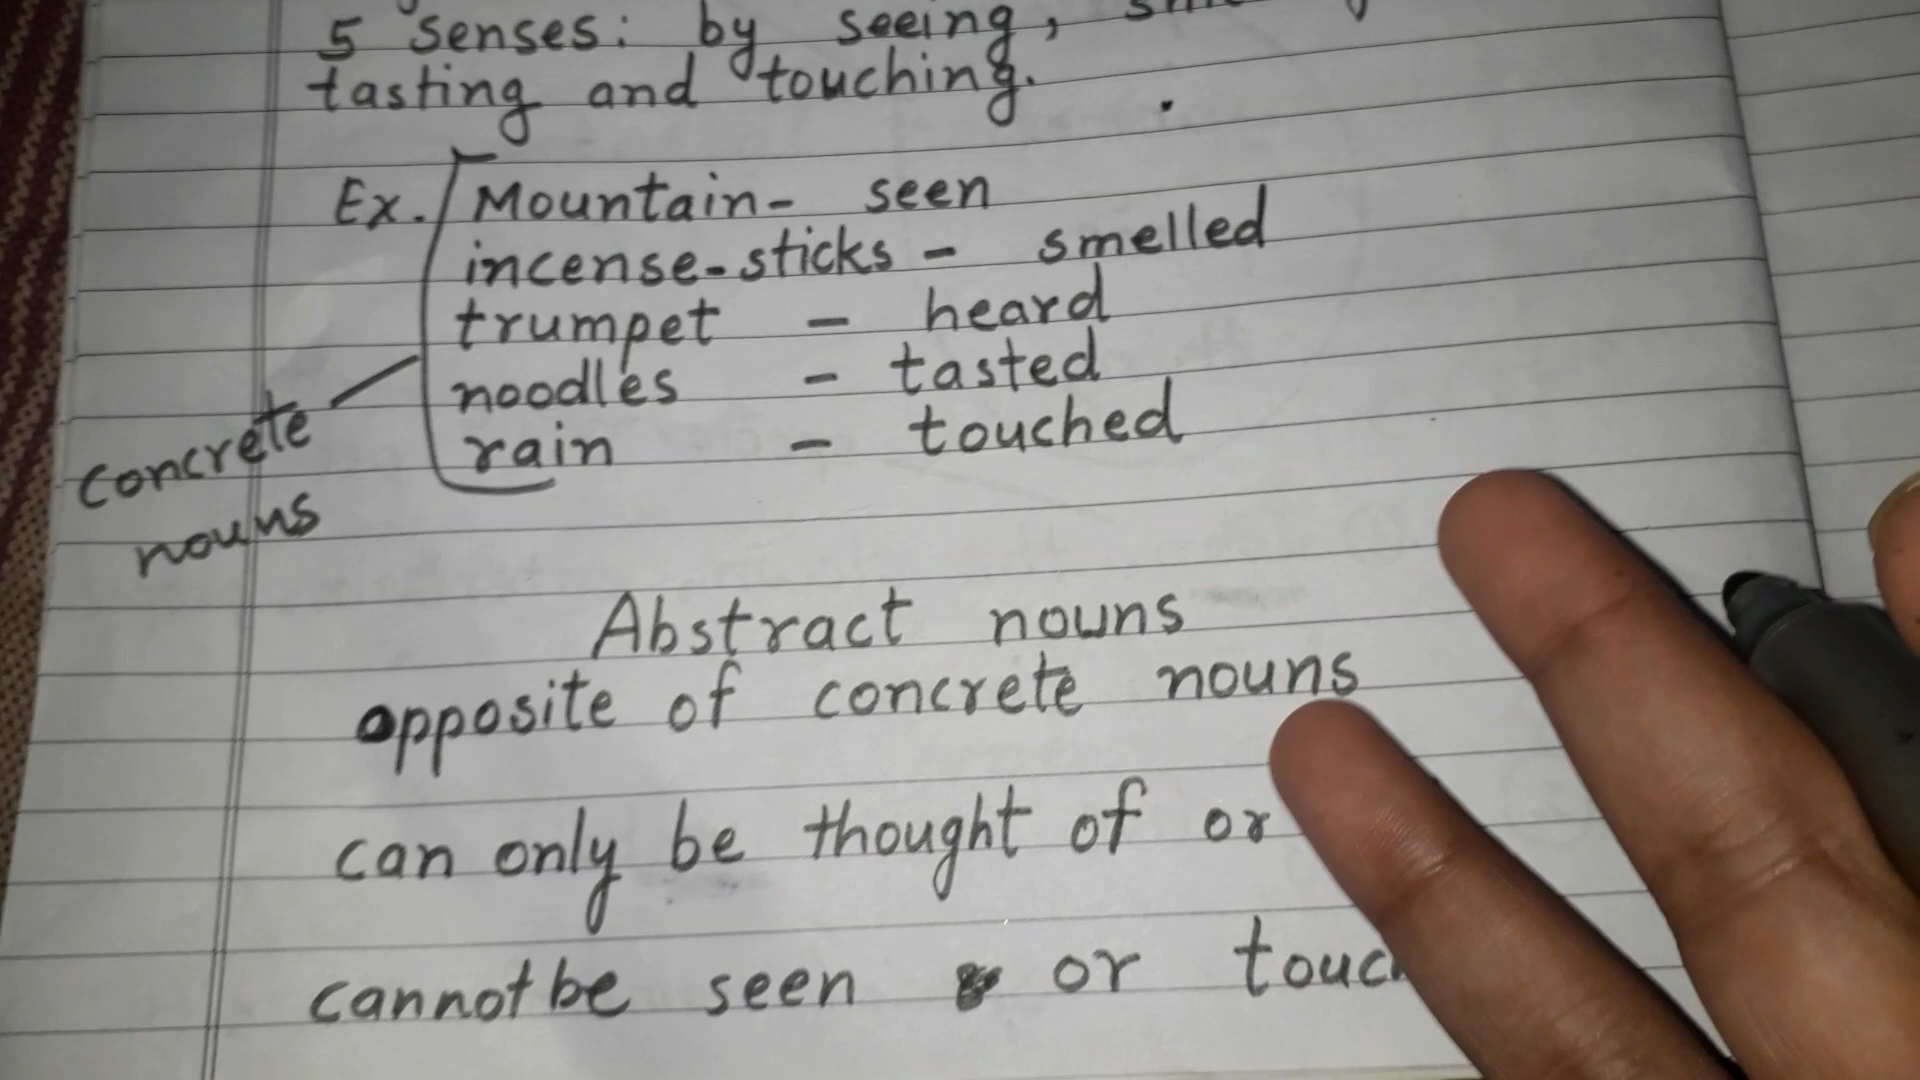 5 senses: by seeing,
tasting and touching.
Ex. Mountain- seen
incense-sticks - smelled
trumpet - heard
noodles - tasted
rain - touched
concrete
nouns
Abstract nouns
opposite of concrete nouns
can only be thought of or
cannot be seen or